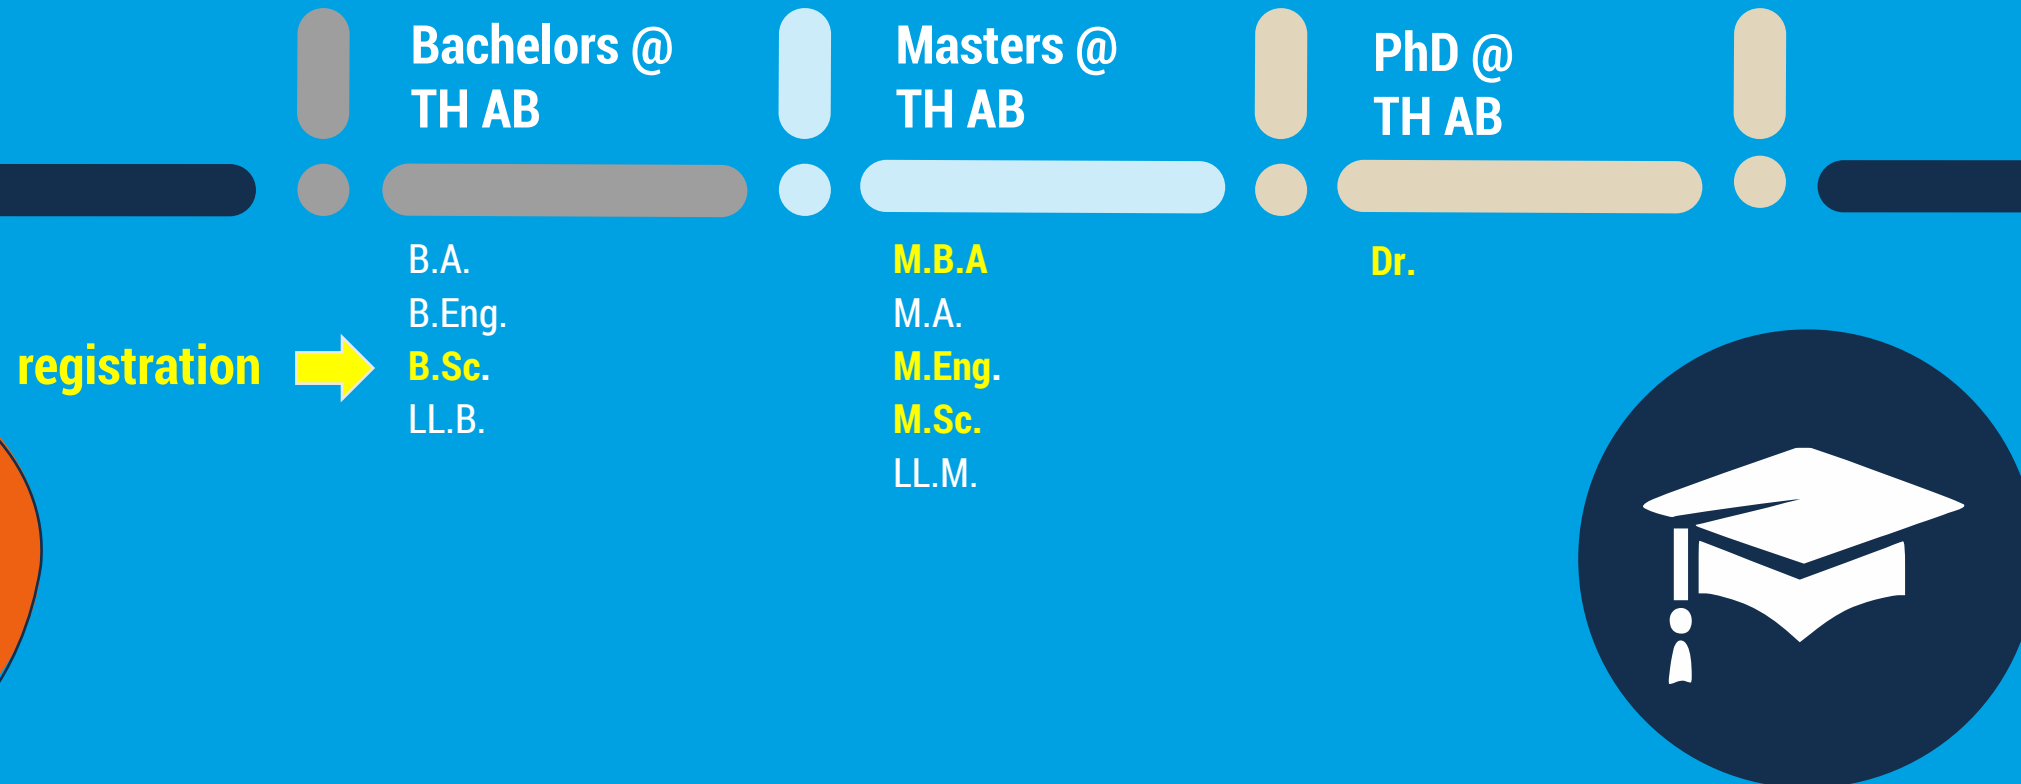 Bachelors @
TH AB
Masters @
TH AB
PhD @
TH AB
registration
B.A.
B.Eng.
B.Sc.
LL.B.
M.B.A
M.A.
M.Eng.
M.Sc.
LL.M.
Dr.